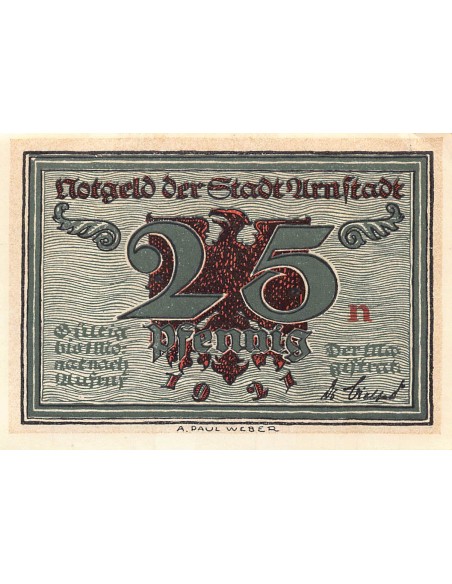 Notgeld der Stadt Arnstadt
25
Pfennig
n
Gültig
bis 1 Mo-
nat nach
Aufruf
Der Ma-
gistrat:
1921
A. PAUL WEBER